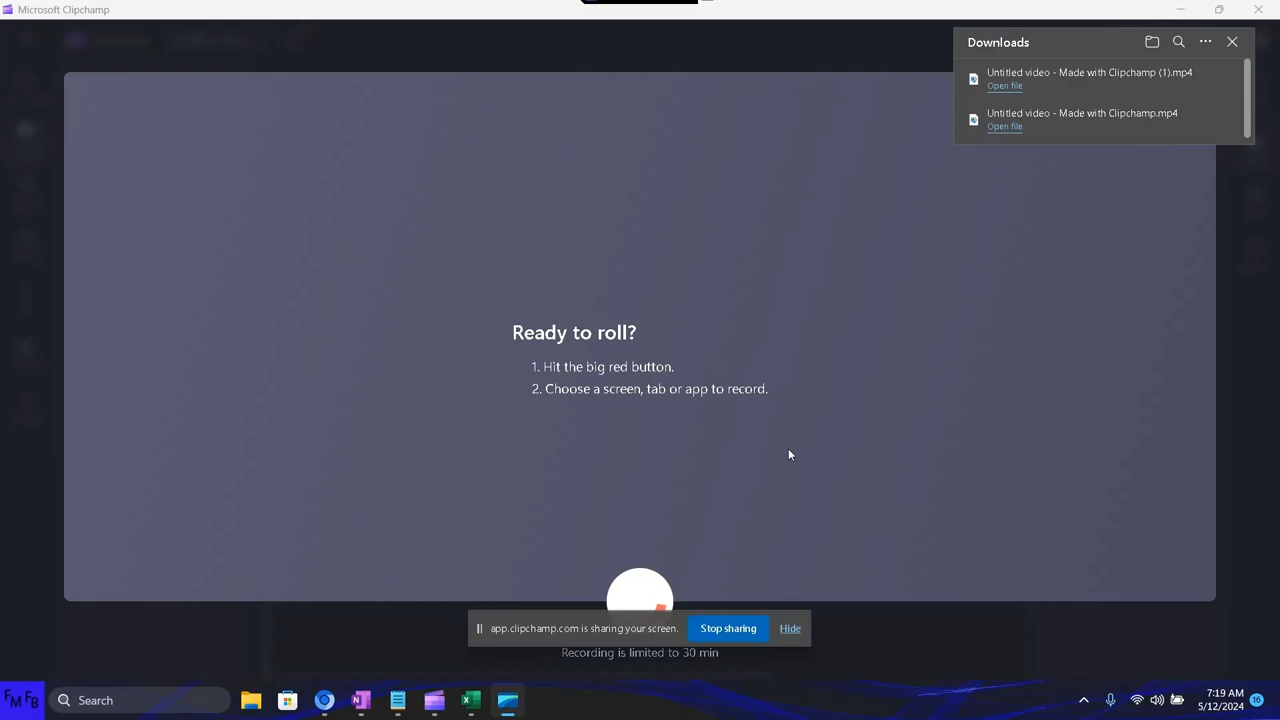 Microsoft Clipchamp
Downloads
Untitled video - Made with Clipchamp (1).mp4
Open file
Untitled video - Made with Clipchamp.mp4
Open file
Ready to roll?
1. Hit the big red button.
2. Choose a screen, tab or app to record.
app.clipchamp.com is sharing your screen.
Stop sharing
Hide
Recording is limited to 30 min
FM FB
Search
7:19 AM
5/12/2024
16